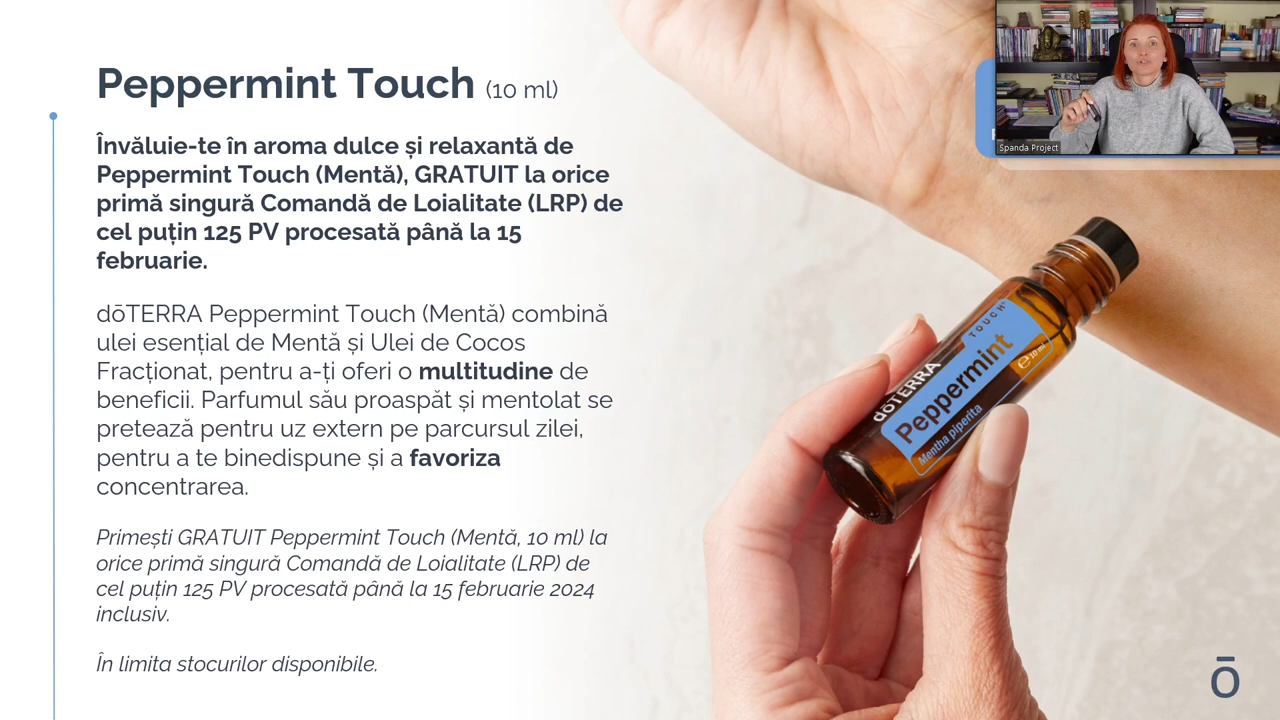 Peppermint Touch (10 ml)
Învăluie-te în aroma dulce și relaxantă de
Peppermint Touch (Mentă), GRATUIT la orice
primă singură Comandă de Loialitate (LRP) de
cel puțin 125 PV procesată până la 15
februarie.
dōTERRA Peppermint Touch (Mentă) combină
ulei esențial de Mentă și Ulei de Cocos
Fracționat, pentru a-ți oferi o multitudine de
beneficii. Parfumul său proaspăt și mentolat se
pretează pentru uz extern pe parcursul zilei,
pentru a te binedispune și a favoriza
concentrarea.
Primești GRATUIT Peppermint Touch (Mentă, 10 ml) la
orice primă singură Comandă de Loialitate (LRP) de
cel puțin 125 PV procesată până la 15 februarie 2024
inclusiv.
În limita stocurilor disponibile.
Spanda Project
dōTERRA
TOUCH
Peppermint
Mentha piperita
℮ 10 ml
ō